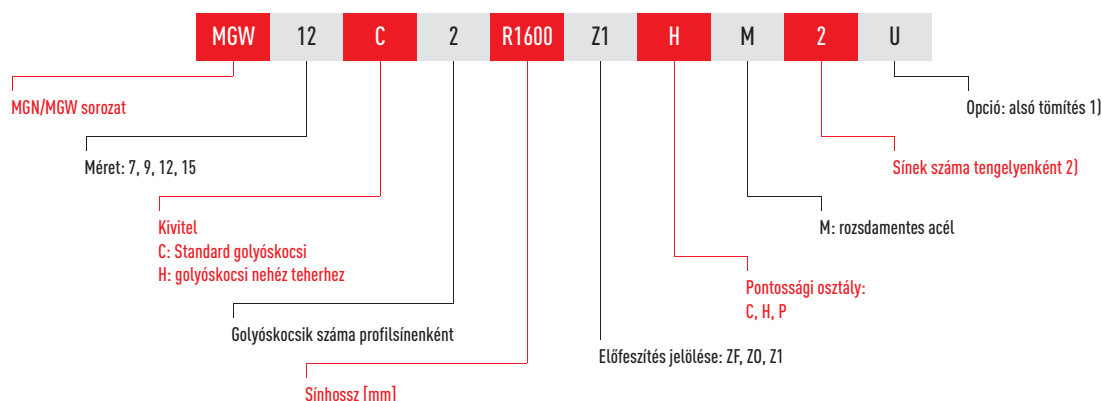 MGW 12 C 2 R1600 Z1 H M 2 U
MGN/MGW sorozat
Opció: alsó tömítés 1)
Méret: 7, 9, 12, 15
Sínek száma tengelyenként 2)
Kivitel
C: Standard golyóskocsi
H: golyóskocsi nehéz teherhez
M: rozsdamentes acél
Pontossági osztály:
C, H, P
Golyóskocsik száma profilsínenként
Előfeszítés jelölése: ZF, Z0, Z1
Sínhossz [mm]